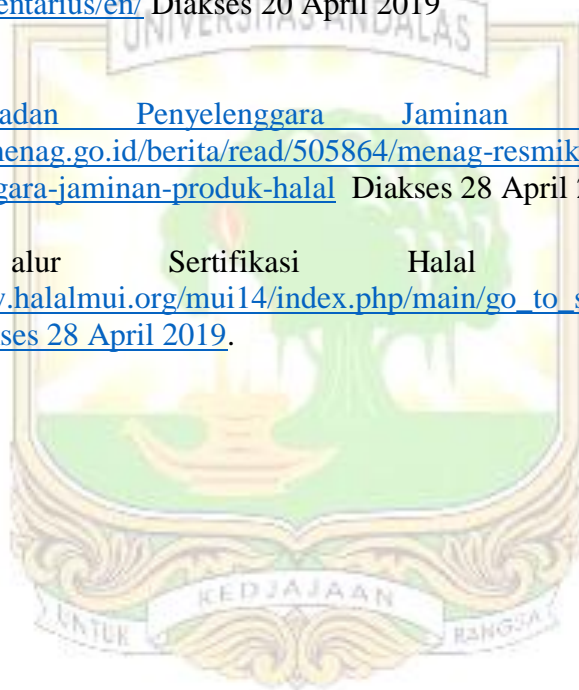 entarius/en/ Diakses 20 April 2019
UNIVERSITAS ANDALAS
adan Penyelenggara Jaminan
nenag.go.id/berita/read/505864/menag-resmik
gara-jaminan-produk-halal Diakses 28 April 2
alur Sertifikasi Halal
w.halalmui.org/mui14/index.php/main/go_to_s
ses 28 April 2019.
KEDJAJAAN
UNTUK BANGSA